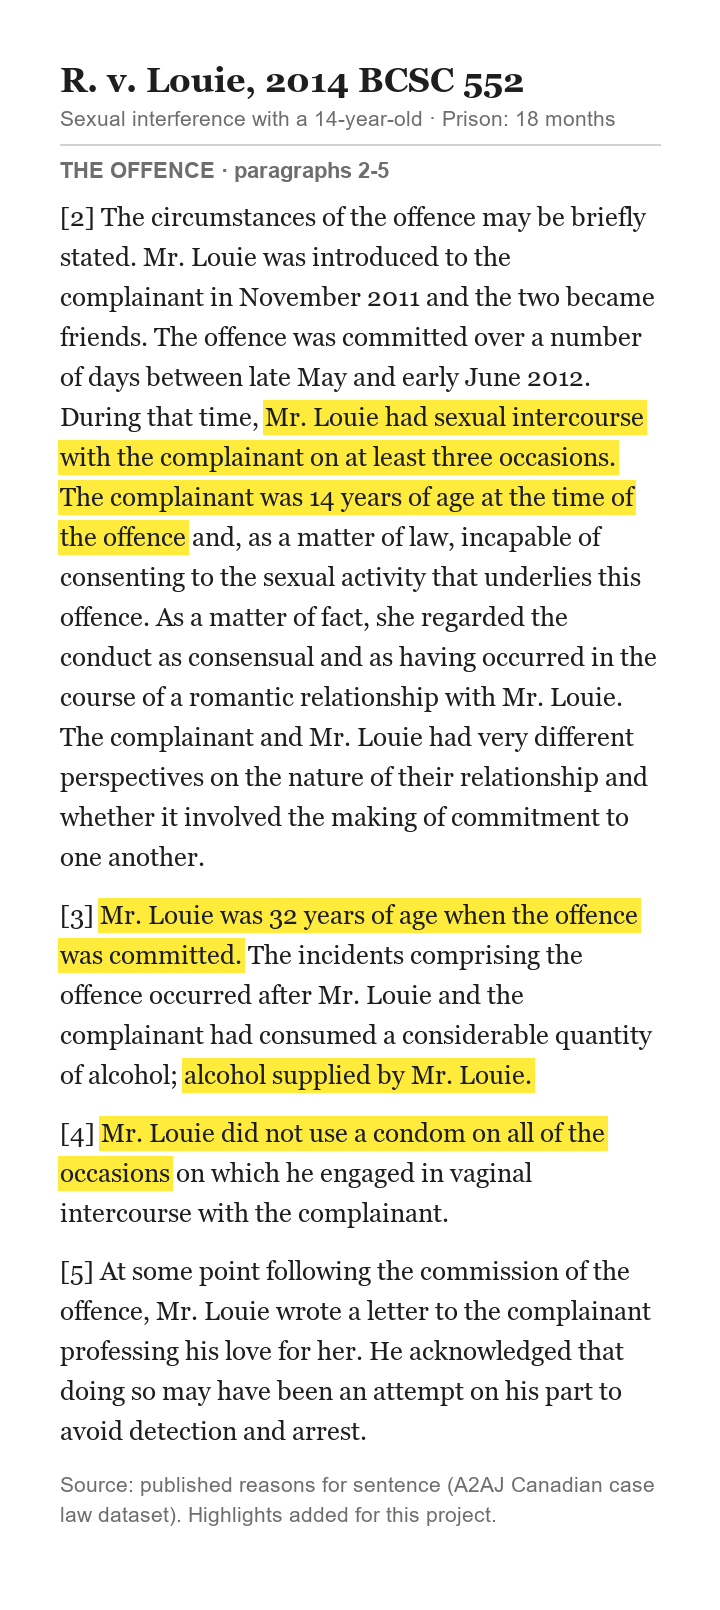 R. v. Louie, 2014 BCSC 552
Sexual interference with a 14-year-old · Prison: 18 months
THE OFFENCE · paragraphs 2-5
[2] The circumstances of the offence may be briefly
stated. Mr. Louie was introduced to the
complainant in November 2011 and the two became
friends. The offence was committed over a number
of days between late May and early June 2012.
During that time, Mr. Louie had sexual intercourse
with the complainant on at least three occasions.
The complainant was 14 years of age at the time of
the offence and, as a matter of law, incapable of
consenting to the sexual activity that underlies this
offence. As a matter of fact, she regarded the
conduct as consensual and as having occurred in the
course of a romantic relationship with Mr. Louie.
The complainant and Mr. Louie had very different
perspectives on the nature of their relationship and
whether it involved the making of commitment to
one another.
[3] Mr. Louie was 32 years of age when the offence
was committed. The incidents comprising the
offence occurred after Mr. Louie and the
complainant had consumed a considerable quantity
of alcohol; alcohol supplied by Mr. Louie.
[4] Mr. Louie did not use a condom on all of the
occasions on which he engaged in vaginal
intercourse with the complainant.
[5] At some point following the commission of the
offence, Mr. Louie wrote a letter to the complainant
professing his love for her. He acknowledged that
doing so may have been an attempt on his part to
avoid detection and arrest.
Source: published reasons for sentence (A2AJ Canadian case
law dataset). Highlights added for this project.